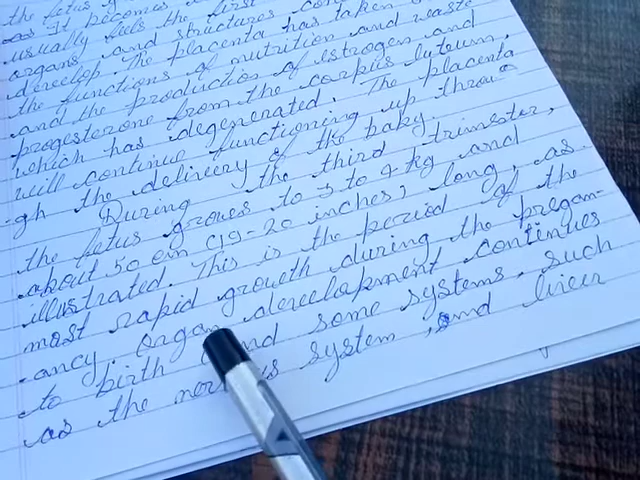 the fetus
as it becomes
usually feels the first
organs and structures con
develop. The placenta has taken o
the functions of nutrition and waste
and the production of estrogen and
progesterone from the corpus luteum,
which has degenerated. The placenta
will continue functioning up throu
-gh the delivery of the baby.
During the third trimester,
the fetus grows to 3 to 4 kg and
about 50 cm (19-20 inches) long, as
illustrated. This is the period of the
most rapid growth during the pregan-
-ancy. Organ development continues
to birth and some systems, such
as the nervous system, and liver